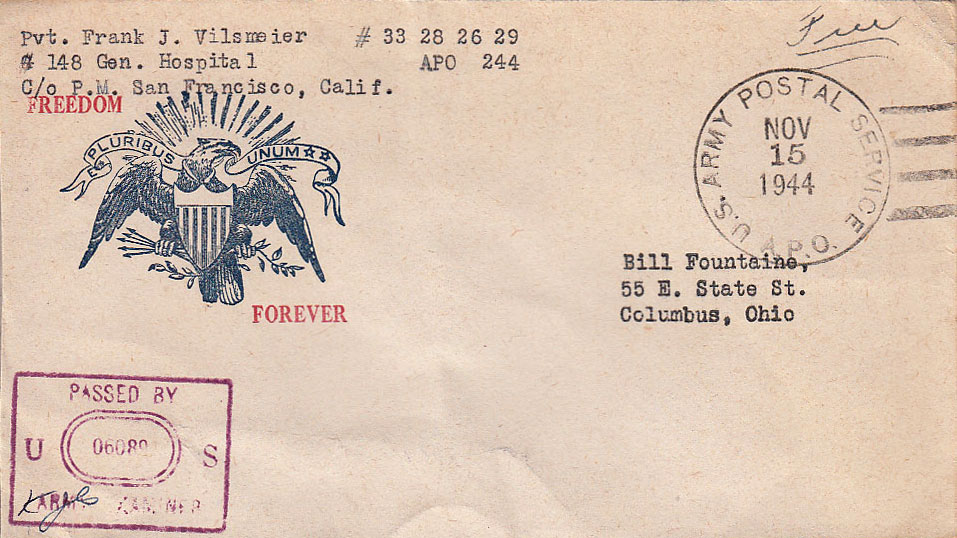 Pvt. Frank J. Vilsmeier # 33 28 26 29
# 148 Gen. Hospital APO 244
C/o P.M. San Francisco, Calif.
Free
FREEDOM
E PLURIBUS UNUM
FOREVER
U.S. ARMY POSTAL SERVICE
NOV
15
1944
A.P.O.
Bill Fountaine,
55 E. State St.
Columbus, Ohio
PASSED BY
U 06089 S
ARMY EXAMINER